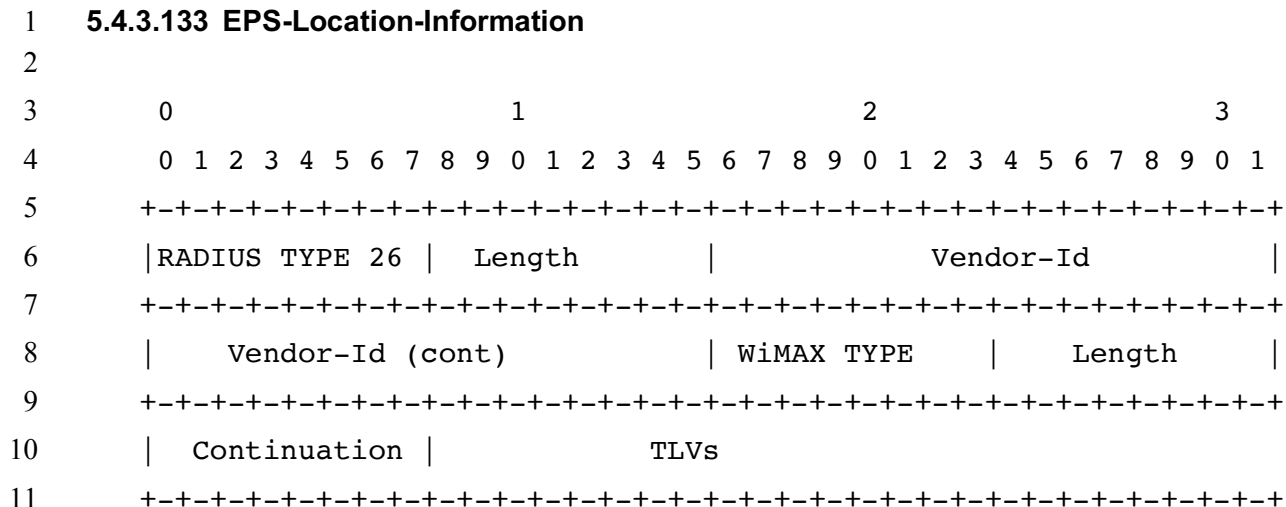 1 5.4.3.133 EPS-Location-Information
2
3 0 1 2 3
4 0 1 2 3 4 5 6 7 8 9 0 1 2 3 4 5 6 7 8 9 0 1 2 3 4 5 6 7 8 9 0 1
5 +-+-+-+-+-+-+-+-+-+-+-+-+-+-+-+-+-+-+-+-+-+-+-+-+-+-+-+-+-+-+-+-+
6 |RADIUS TYPE 26 | Length | Vendor-Id |
7 +-+-+-+-+-+-+-+-+-+-+-+-+-+-+-+-+-+-+-+-+-+-+-+-+-+-+-+-+-+-+-+-+
8 | Vendor-Id (cont) | WiMAX TYPE | Length |
9 +-+-+-+-+-+-+-+-+-+-+-+-+-+-+-+-+-+-+-+-+-+-+-+-+-+-+-+-+-+-+-+-+
10 | Continuation | TLVs
11 +-+-+-+-+-+-+-+-+-+-+-+-+-+-+-+-+-+-+-+-+-+-+-+-+-+-+-+-+-+-+-+-+